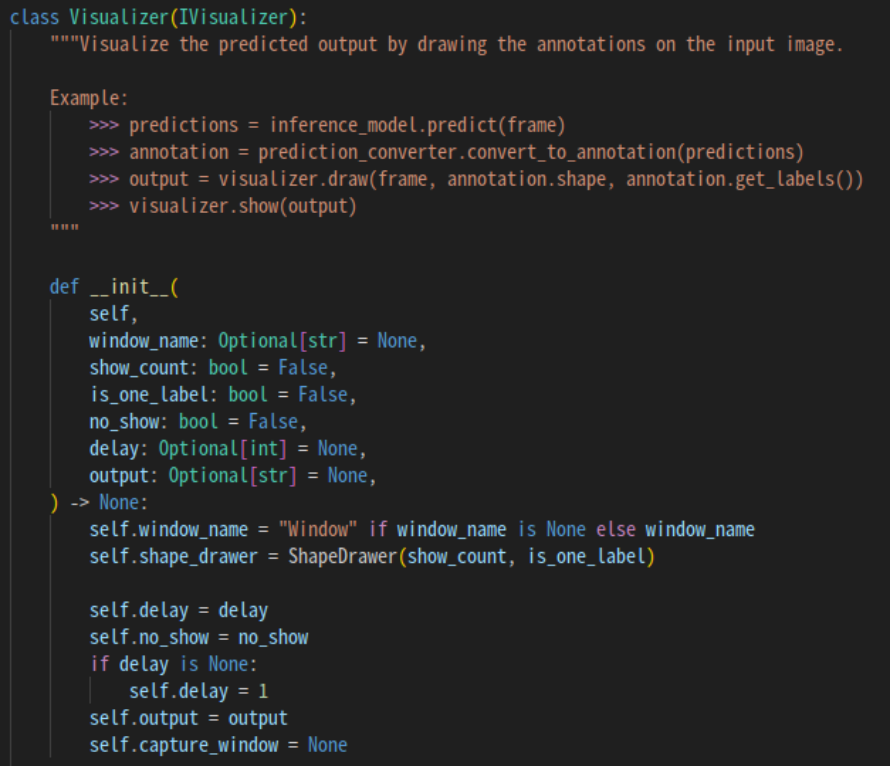 class Visualizer(IVisualizer):
    """Visualize the predicted output by drawing the annotations on the input image.

    Example:
        >>> predictions = inference_model.predict(frame)
        >>> annotation = prediction_converter.convert_to_annotation(predictions)
        >>> output = visualizer.draw(frame, annotation.shape, annotation.get_labels())
        >>> visualizer.show(output)
    """

    def __init__(
        self,
        window_name: Optional[str] = None,
        show_count: bool = False,
        is_one_label: bool = False,
        no_show: bool = False,
        delay: Optional[int] = None,
        output: Optional[str] = None,
    ) -> None:
        self.window_name = "Window" if window_name is None else window_name
        self.shape_drawer = ShapeDrawer(show_count, is_one_label)

        self.delay = delay
        self.no_show = no_show
        if delay is None:
            self.delay = 1
        self.output = output
        self.capture_window = None